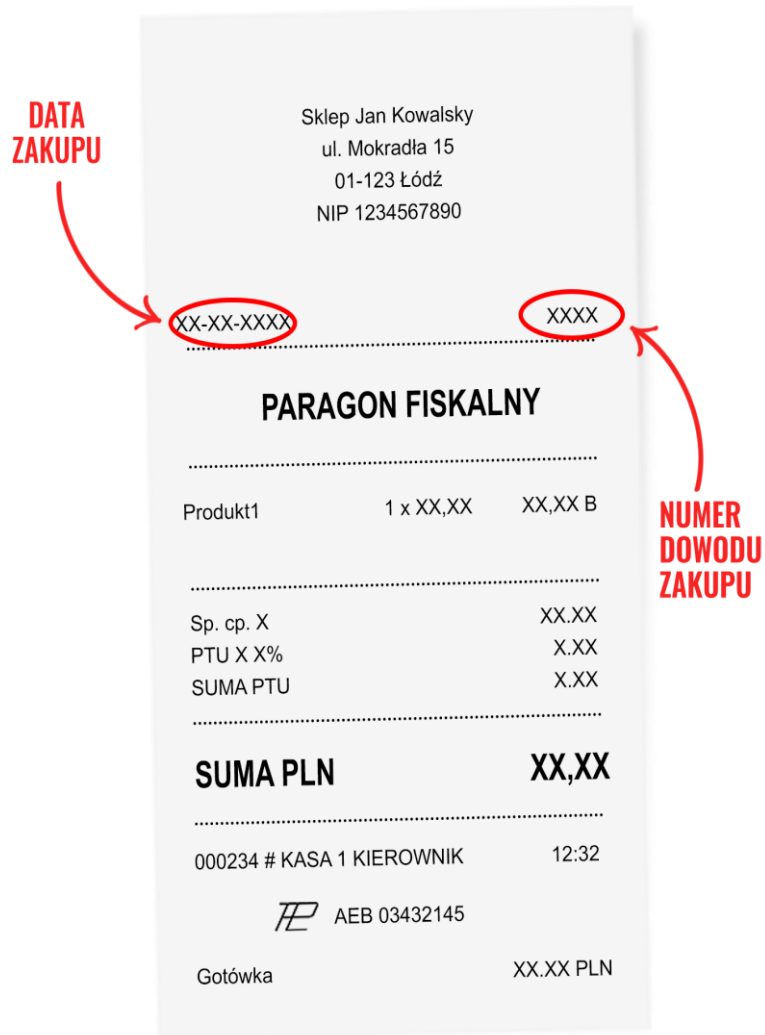 DATA
ZAKUPU
Sklep Jan Kowalsky
ul. Mokradła 15
01-123 Łódź
NIP 1234567890
XX-XX-XXXX XXXX
PARAGON FISKALNY
Produkt1 1 x XX,XX XX,XX B
NUMER
DOWODU
ZAKUPU
Sp. cp. X XX.XX
PTU X X% X.XX
SUMA PTU X.XX
SUMA PLN XX,XX
000234 # KASA 1 KIEROWNIK 12:32
AEB 03432145
Gotówka XX.XX PLN